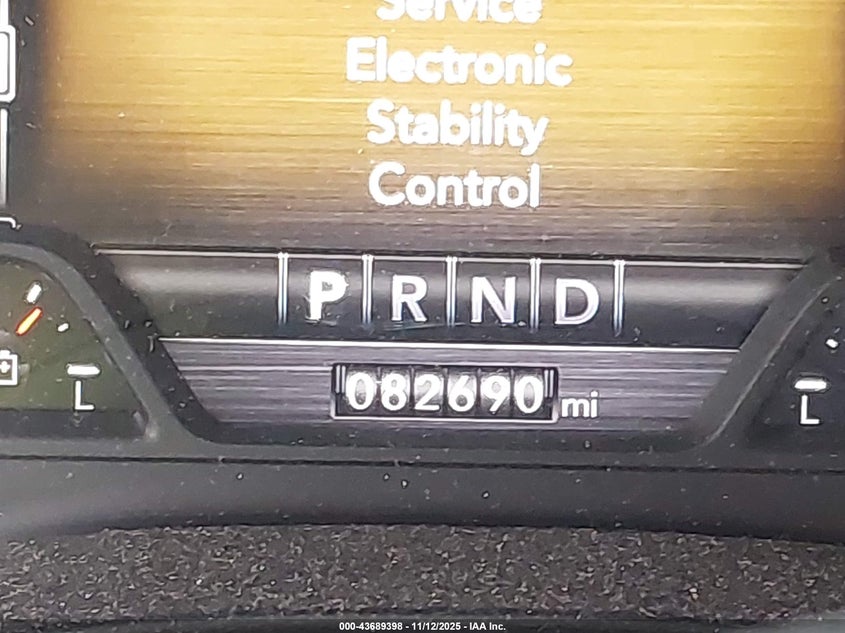 Service
Electronic
Stability
Control
P R N D
082690 mi
L
L
000-43689398 - 11/12/2025 - IAA Inc.